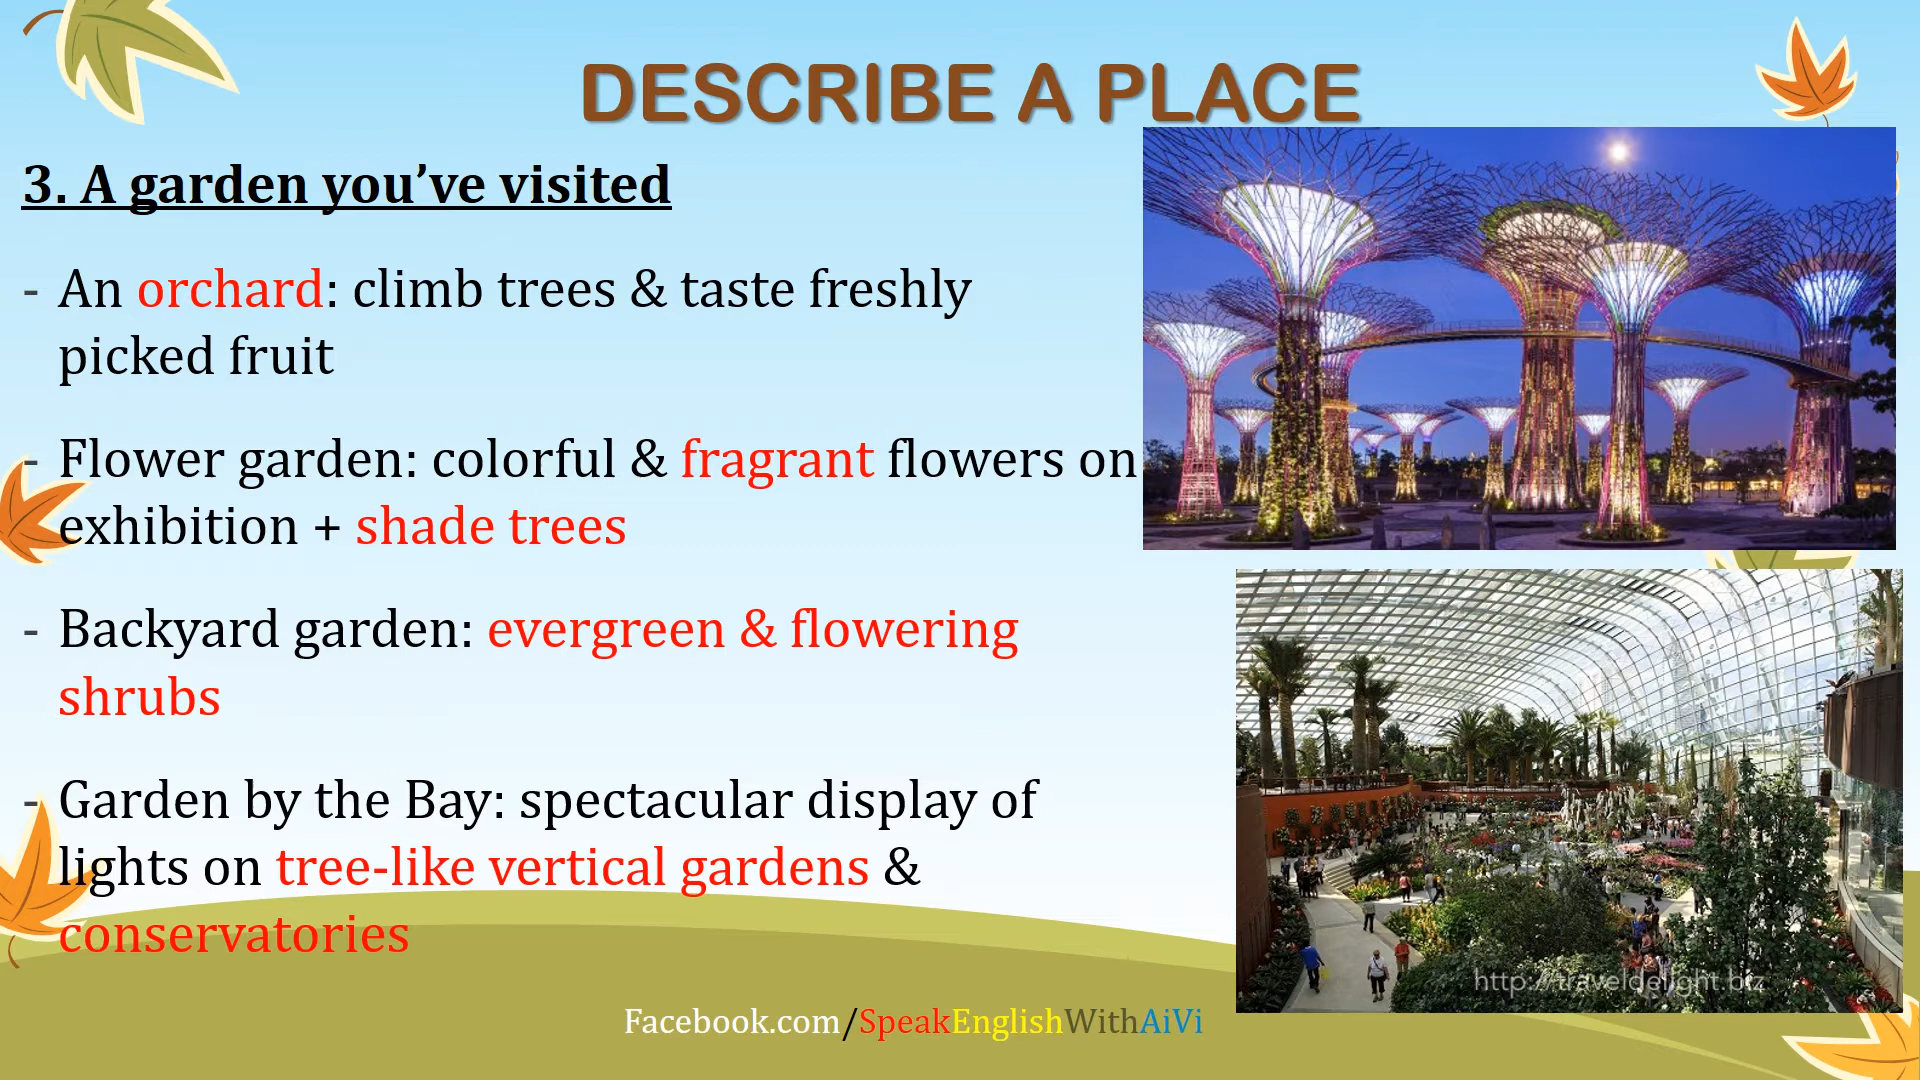 DESCRIBE A PLACE
3. A garden you’ve visited
- An orchard: climb trees & taste freshly
picked fruit
- Flower garden: colorful & fragrant flowers on
exhibition + shade trees
- Backyard garden: evergreen & flowering
shrubs
- Garden by the Bay: spectacular display of
lights on tree-like vertical gardens &
conservatories
http://traveldelight.biz
Facebook.com/SpeakEnglishWithAiVi